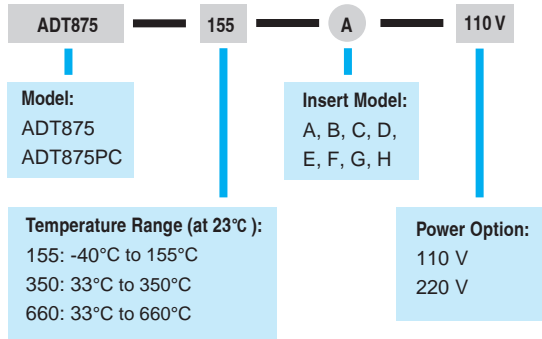 ADT875 155 A 110 V
Model:
ADT875
ADT875PC
Insert Model:
A, B, C, D,
E, F, G, H
Temperature Range (at 23°C ):
155: -40°C to 155°C
350: 33°C to 350°C
660: 33°C to 660°C
Power Option:
110 V
220 V